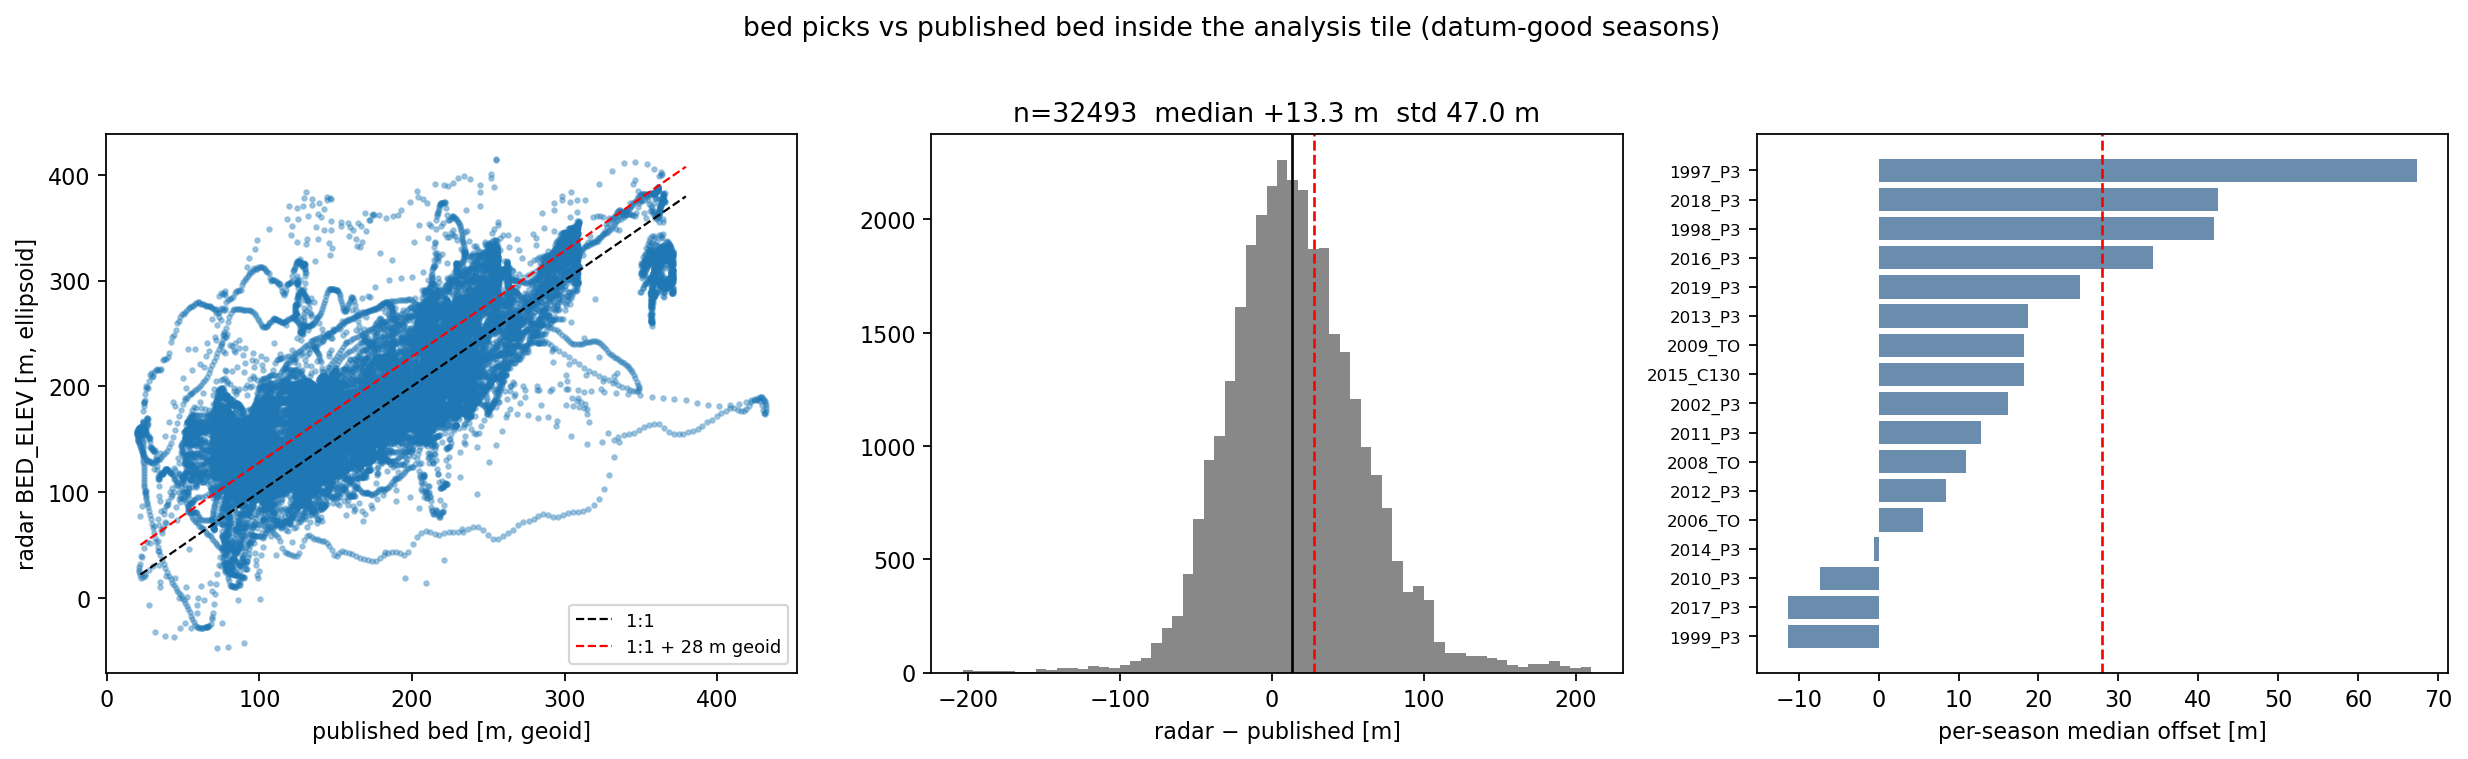 bed picks vs published bed inside the analysis tile (datum-good seasons)
400
300
200
100
0
0
100
200
300
400
radar BED_ELEV [m, ellipsoid]
published bed [m, geoid]
1:1
1:1 + 28 m geoid
n=32493 median +13.3 m std 47.0 m
2000
1500
1000
500
0
−200
−100
0
100
200
radar − published [m]
1997_P3
2018_P3
1998_P3
2016_P3
2019_P3
2013_P3
2009_TO
2015_C130
2002_P3
2011_P3
2008_TO
2012_P3
2006_TO
2014_P3
2010_P3
2017_P3
1999_P3
−10
0
10
20
30
40
50
60
70
per-season median offset [m]